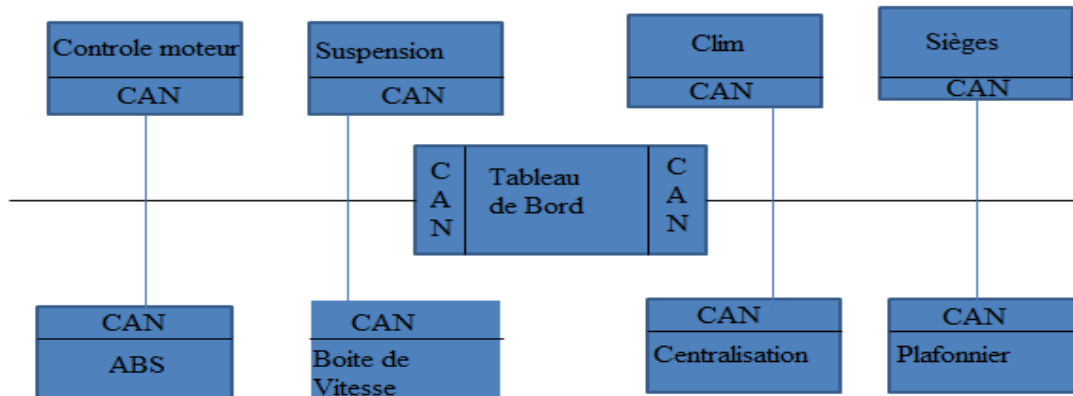 Controle moteur
CAN
Suspension
CAN
Clim
CAN
Sièges
CAN
C
A
N
Tableau
de Bord
C
A
N
CAN
ABS
CAN
Boite de
Vitesse
CAN
Centralisation
CAN
Plafonnier